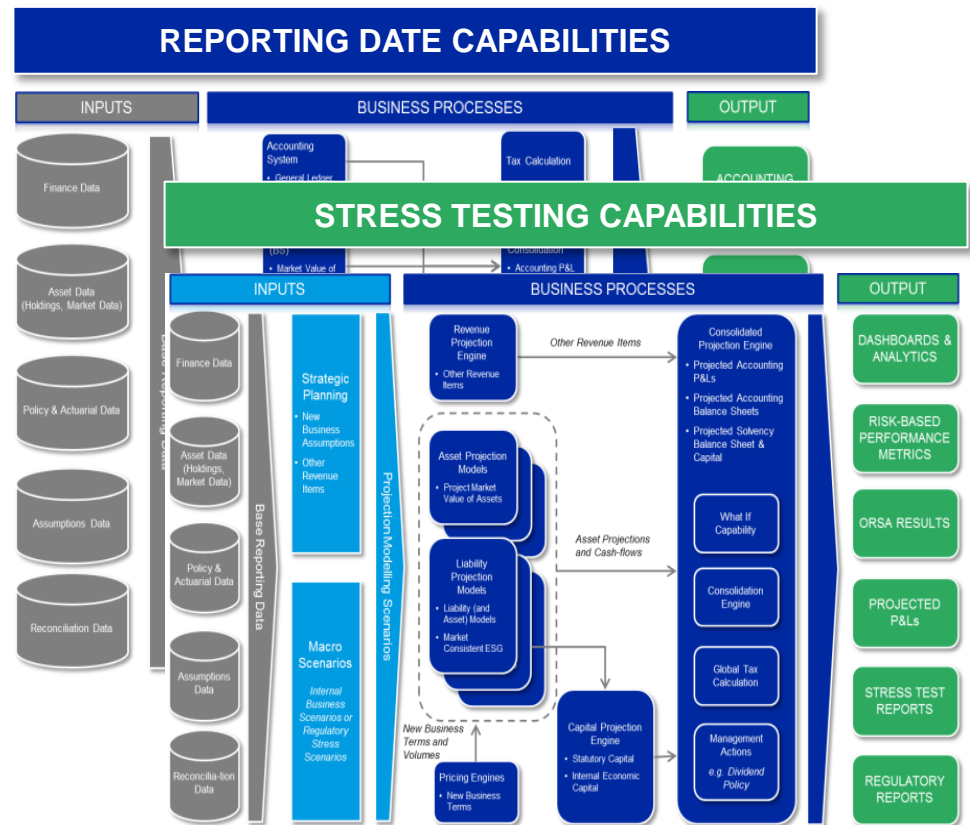 REPORTING DATE CAPABILITIES
INPUTS
BUSINESS PROCESSES
OUTPUT
Finance Data
Asset Data
(Holdings, Market Data)
Policy & Actuarial Data
Assumptions Data
Reconciliation Data
Accounting
System
• General Ledger
(BS)
• Market Value of
Tax Calculation
Consolidation
• Accounting P&L
ACCOUNTING
STRESS TESTING CAPABILITIES
INPUTS
BUSINESS PROCESSES
OUTPUT
Finance Data
Asset Data
(Holdings,
Market Data)
Policy &
Actuarial Data
Assumptions
Data
Reconcilia-tion
Data
Base Reporting Data
Strategic
Planning
• New
Business
Assumptions
• Other
Revenue
Items
Macro
Scenarios
Internal
Business
Scenarios or
Regulatory
Stress
Scenarios
Projection Modelling Scenarios
Revenue
Projection
Engine
• Other Revenue
Items
Other Revenue Items
Asset Projection
Models
• Project Market
Value of Assets
Liability
Projection
Models
• Liability (and
Asset) Models
• Market
Consistent ESG
Asset Projections
and Cash-flows
New Business
Terms and
Volumes
Pricing Engines
• New Business
Terms
Capital Projection
Engine
• Statutory Capital
• Internal Economic
Capital
Consolidated
Projection Engine
• Projected Accounting
P&Ls
• Projected Accounting
Balance Sheets
• Projected Solvency
Balance Sheet &
Capital
What If
Capability
Consolidation
Engine
Global Tax
Calculation
Management
Actions
e.g. Dividend
Policy
DASHBOARDS &
ANALYTICS
RISK-BASED
PERFORMANCE
METRICS
ORSA RESULTS
PROJECTED
P&Ls
STRESS TEST
REPORTS
REGULATORY
REPORTS